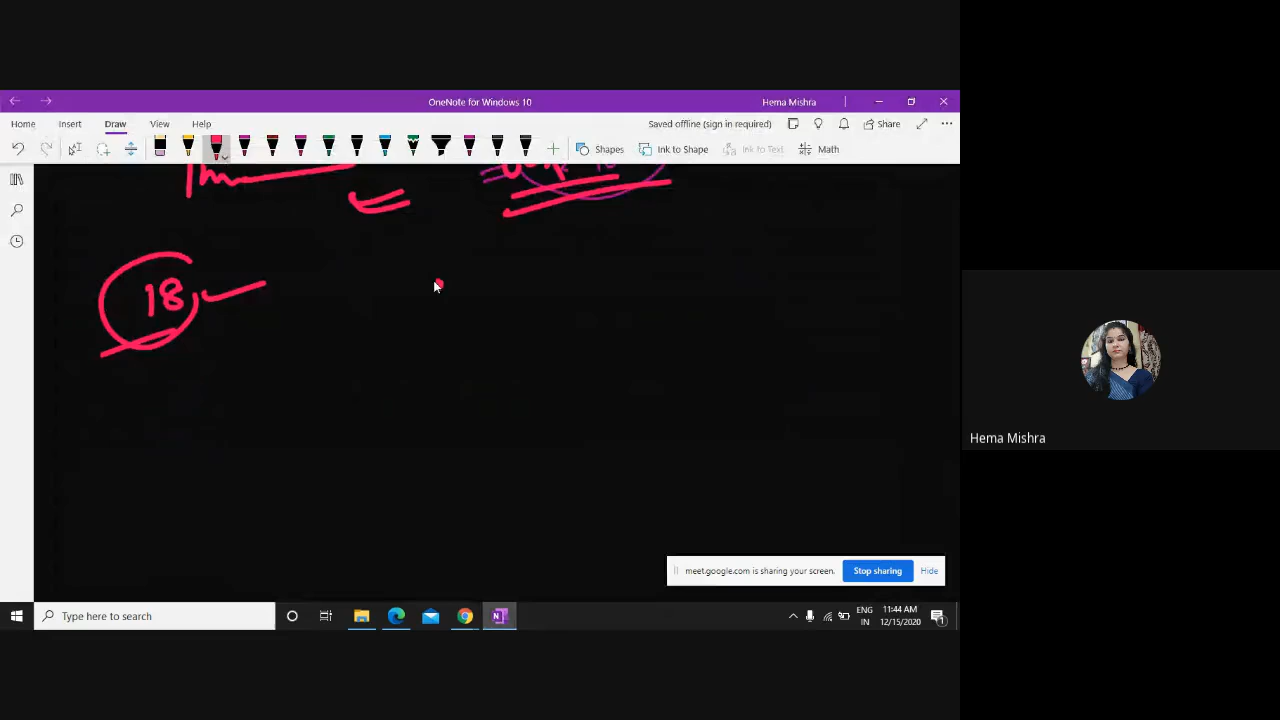 OneNote for Windows 10
Hema Mishra
Home Insert Draw View Help
Saved offline (sign in required)
Share
Shapes
Ink to Shape
Ink to Text
Math
18
Hema Mishra
meet.google.com is sharing your screen.
Stop sharing
Hide
Type here to search
ENG
IN
11:44 AM
12/15/2020
1